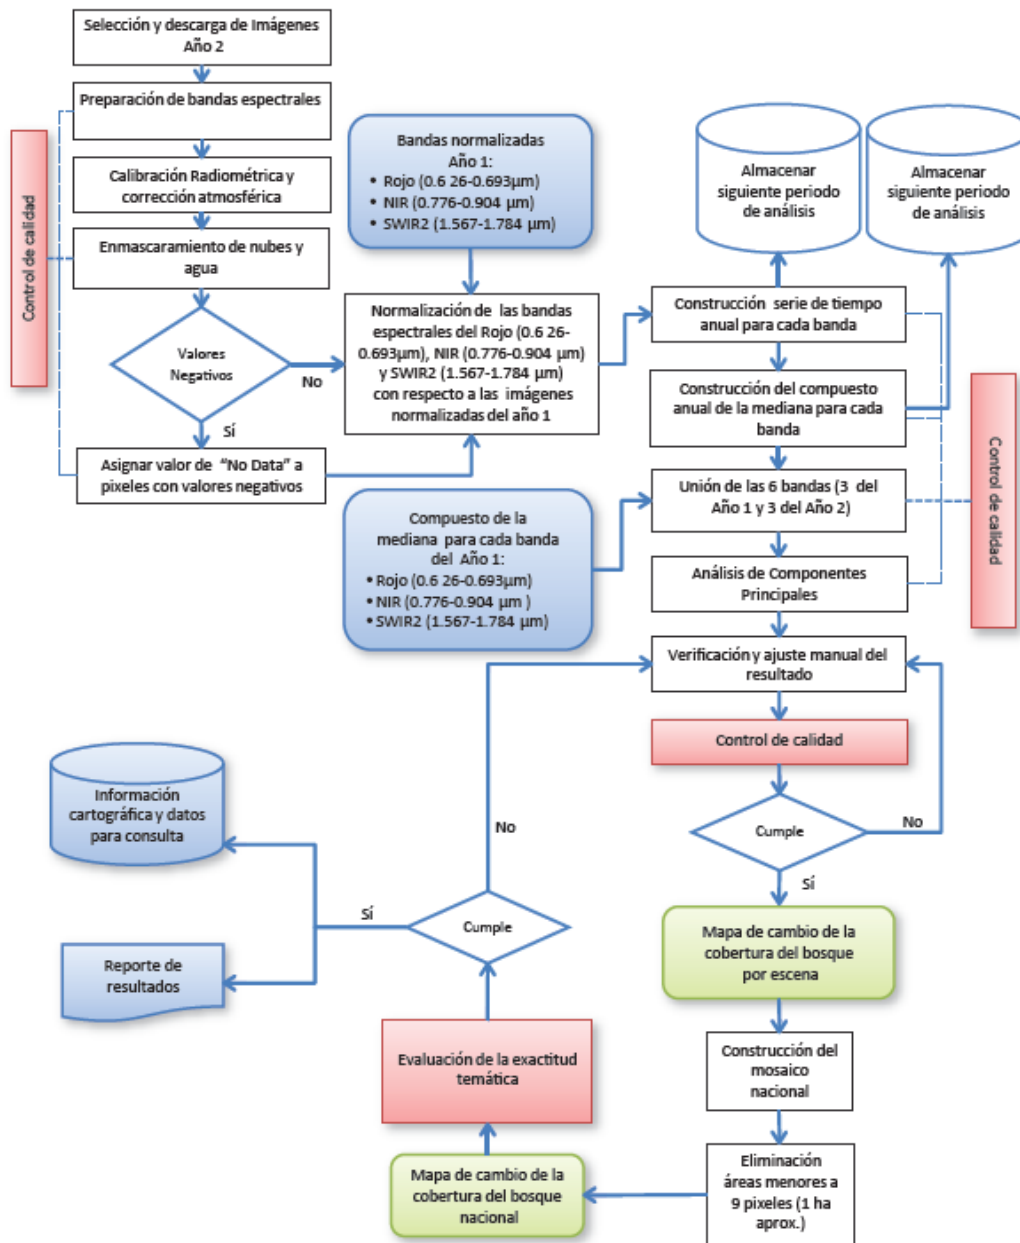 Selección y descarga de Imágenes
Año 2
Preparación de bandas espectrales
Calibración Radiométrica y
corrección atmosférica
Enmascaramiento de nubes y
agua
Control de calidad
Valores
Negativos
No
Sí
Asignar valor de "No Data" a
pixeles con valores negativos
Bandas normalizadas
Año 1:
• Rojo (0.6 26-0.693µm)
• NIR (0.776-0.904 µm)
• SWIR2 (1.567-1.784 µm)
Normalización de las bandas
espectrales del Rojo (0.6 26-
0.693µm), NIR (0.776-0.904 µm)
y SWIR2 (1.567-1.784 µm)
con respecto a las imágenes
normalizadas del año 1
Almacenar
siguiente periodo
de análisis
Almacenar
siguiente periodo
de análisis
Construcción serie de tiempo
anual para cada banda
Construcción del compuesto
anual de la mediana para cada
banda
Control de calidad
Unión de las 6 bandas (3 del
Año 1 y 3 del Año 2)
Compuesto de la
mediana para cada banda
del Año 1:
• Rojo (0.6 26-0.693µm)
• NIR (0.776-0.904 µm )
• SWIR2 (1.567-1.784 µm)
Análisis de Componentes
Principales
Verificación y ajuste manual del
resultado
Control de calidad
Cumple
No
Sí
Mapa de cambio de la
cobertura del bosque
por escena
Construcción del
mosaico
nacional
Eliminación
áreas menores a
9 pixeles (1 ha
aprox.)
Mapa de cambio de la
cobertura del bosque
nacional
Evaluación de la exactitud
temática
Cumple
No
Sí
Información
cartográfica y datos
para consulta
Reporte de
resultados